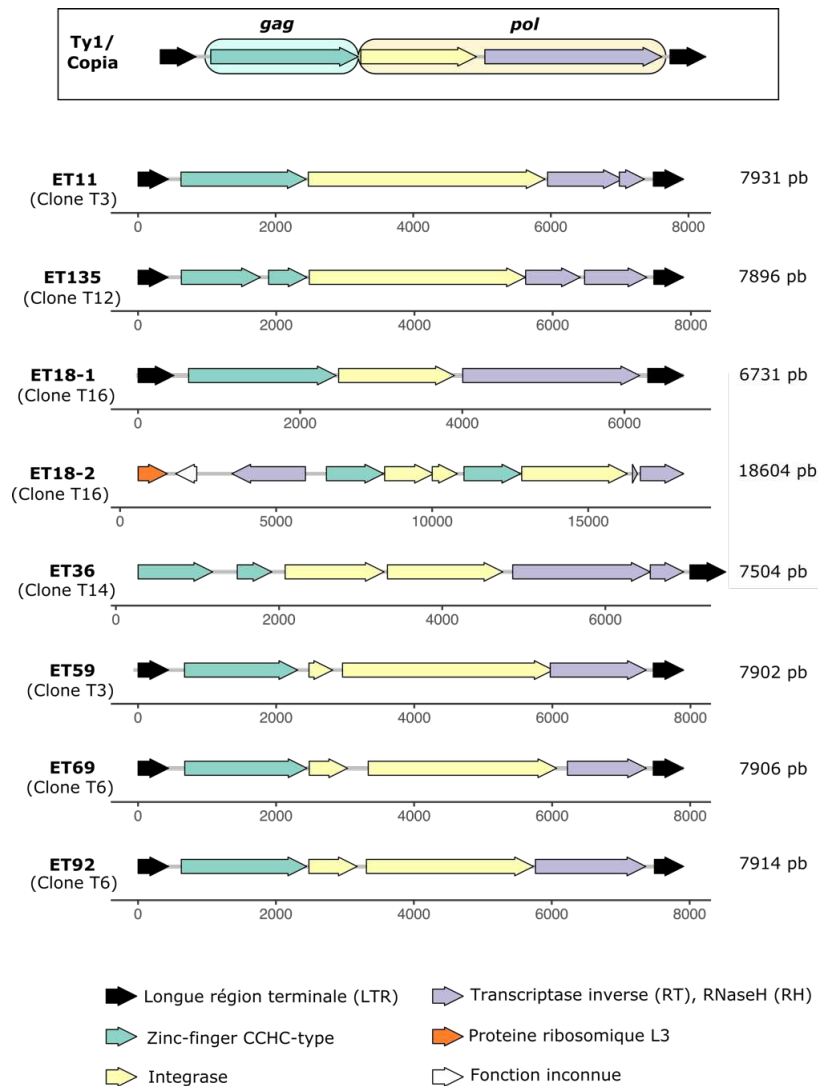 gag pol
Ty1/
Copia
ET11 7931 pb
(Clone T3)
0 2000 4000 6000 8000
ET135 7896 pb
(Clone T12)
0 2000 4000 6000 8000
ET18-1 6731 pb
(Clone T16)
0 2000 4000 6000
ET18-2 18604 pb
(Clone T16)
0 5000 10000 15000
ET36 7504 pb
(Clone T14)
0 2000 4000 6000
ET59 7902 pb
(Clone T3)
0 2000 4000 6000 8000
ET69 7906 pb
(Clone T6)
0 2000 4000 6000 8000
ET92 7914 pb
(Clone T6)
0 2000 4000 6000 8000
Longue région terminale (LTR) Transcriptase inverse (RT), RNaseH (RH)
Zinc-finger CCHC-type Proteine ribosomique L3
Integrase Fonction inconnue